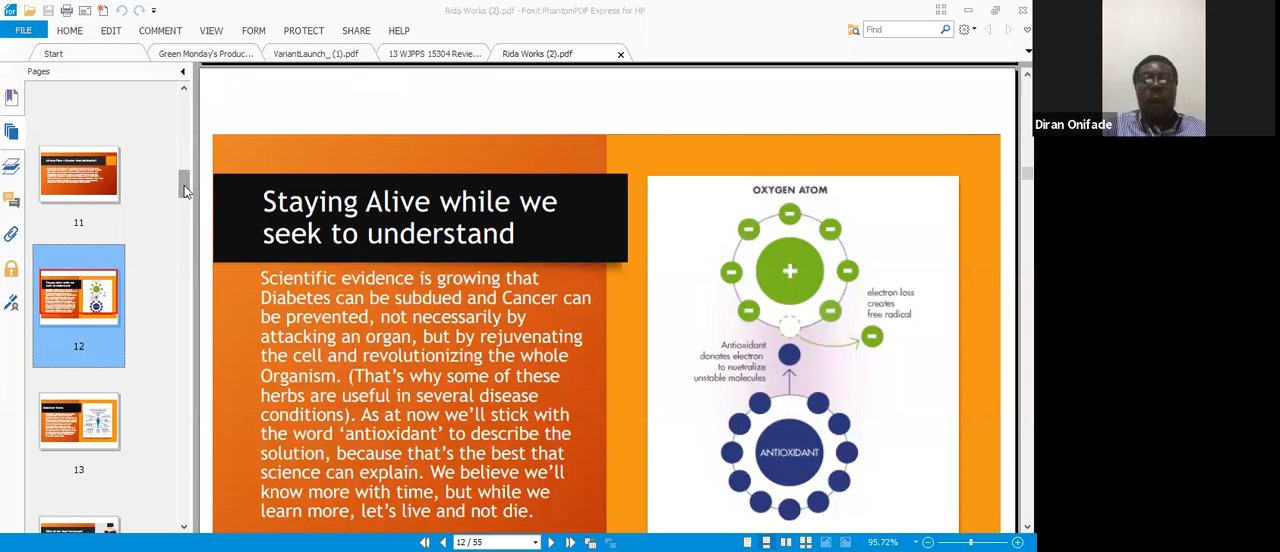 Rida Works (2).pdf - Foxit PhantomPDF Express for HP
FILE HOME EDIT COMMENT VIEW FORM PROTECT SHARE HELP
Find
Start Green Monday's Produc... VariantLaunch_ (1).pdf 13 WJPPS 15304 Revie... Rida Works (2).pdf
Pages
11
12
13
Staying Alive while we
seek to understand
Scientific evidence is growing that
Diabetes can be subdued and Cancer can
be prevented, not necessarily by
attacking an organ, but by rejuvenating
the cell and revolutionizing the whole
Organism. (That's why some of these
herbs are useful in several disease
conditions). As at now we'll stick with
the word 'antioxidant' to describe the
solution, because that's the best that
science can explain. We believe we'll
know more with time, but while we
learn more, let's live and not die.
OXYGEN ATOM
electron loss
creates
free radical
Antioxidant
donates electron
to nuetralize
unstable molecules
ANTIOXIDANT
12 / 55
95.72%
Diran Onifade